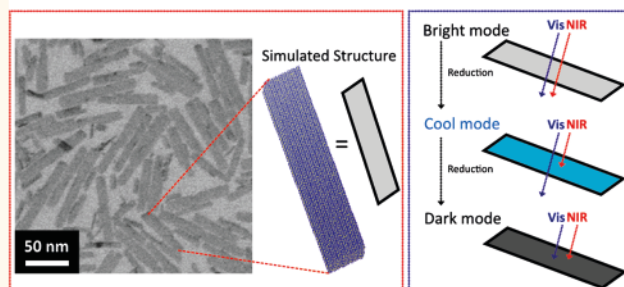 Simulated Structure
=
50 nm
Bright mode
Vis NIR
Reduction
Cool mode
Vis NIR
Reduction
Dark mode
Vis NIR